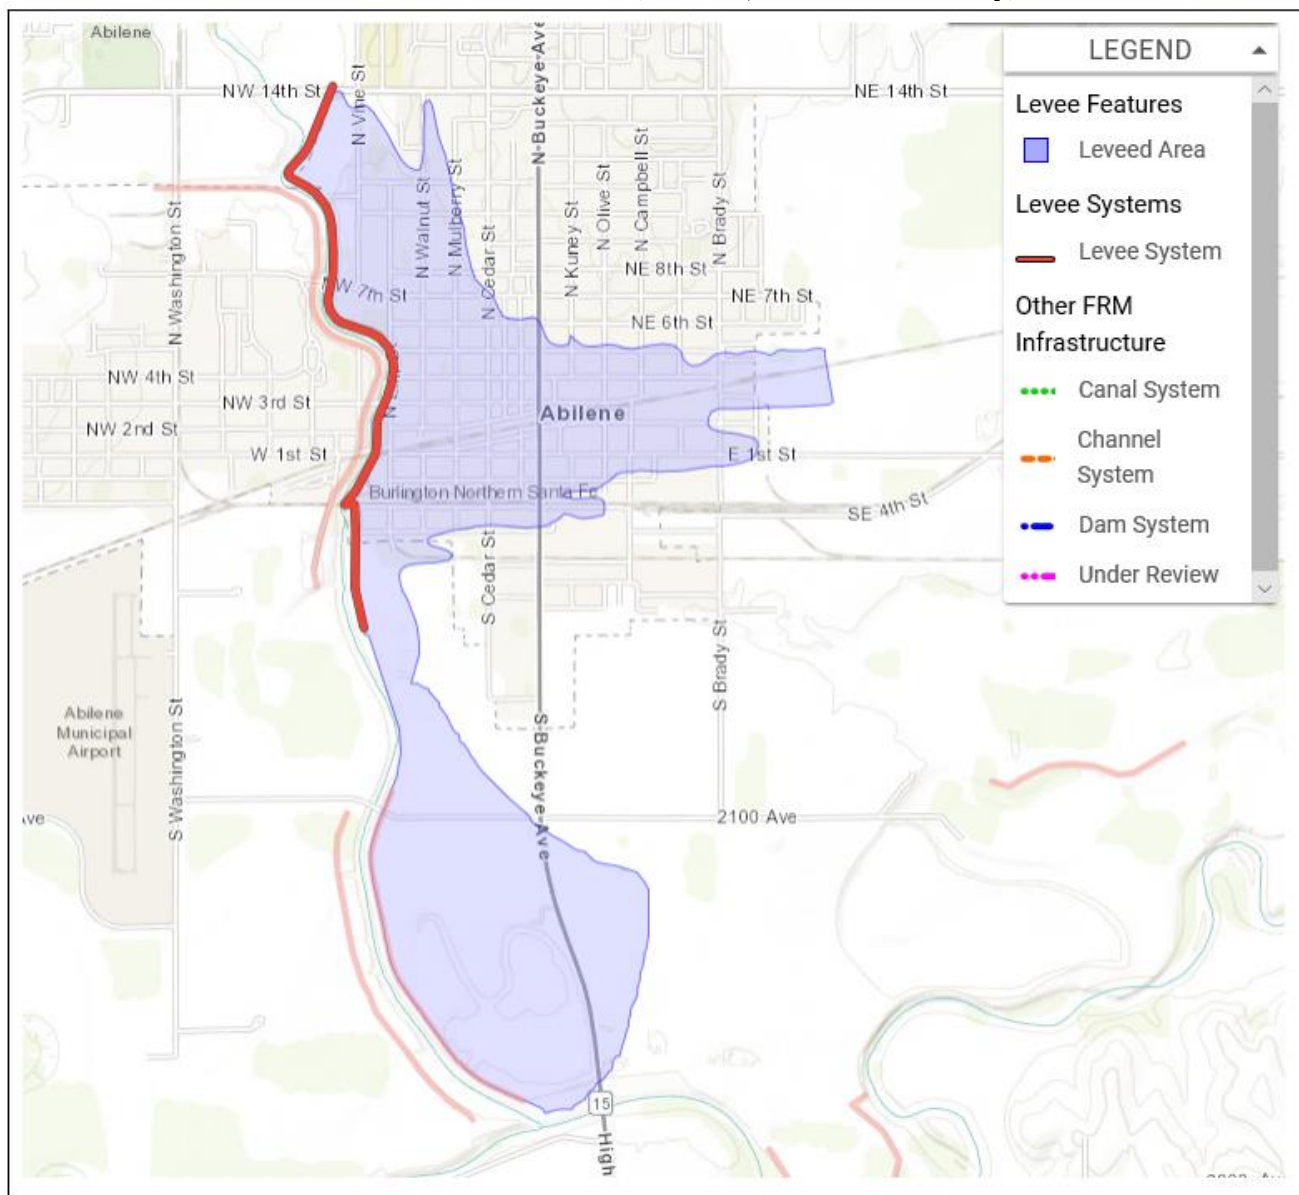 Abilene
LEGEND
NW 14th St
NE 14th St
N Vine St
N-Buckeye-Ave
Levee Features
Leveed Area
Levee Systems
Levee System
Other FRM
Infrastructure
Canal System
Channel
System
Dam System
Under Review
N Washington St
N Walnut St
N Mulberry St
N Cedar St
N Kuney St
N Olive St
N Campbell St
N Brady St
NE 8th St
W 7th St
NE 7th St
NE 6th St
NW 4th St
NW 3rd St
Abilene
NW 2nd St
W 1st St
E 1st St
Burlington Northern Santa Fe
SE 4th St
S Cedar St
S Brady St
Abilene
Municipal
Airport
S Washington St
S-Buckeye-Ave
ve
2100 Ave
15
High